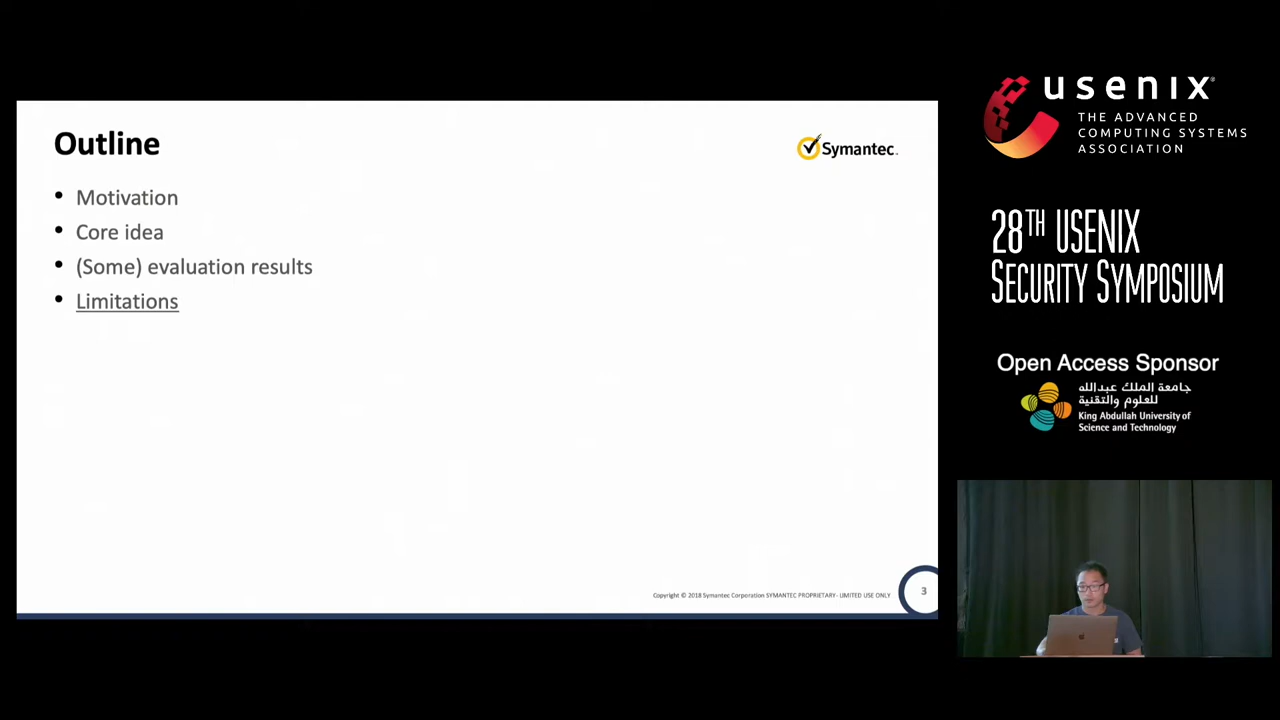 Outline
Symantec.
• Motivation
• Core idea
• (Some) evaluation results
• Limitations
Copyright © 2018 Symantec Corporation SYMANTEC PROPRIETARY- LIMITED USE ONLY
3
usenix
THE ADVANCED
COMPUTING SYSTEMS
ASSOCIATION
28TH USENIX
SECURITY SYMPOSIUM
Open Access Sponsor
جامعة الملك عبدالله
للعلوم والتقنية
King Abdullah University of
Science and Technology